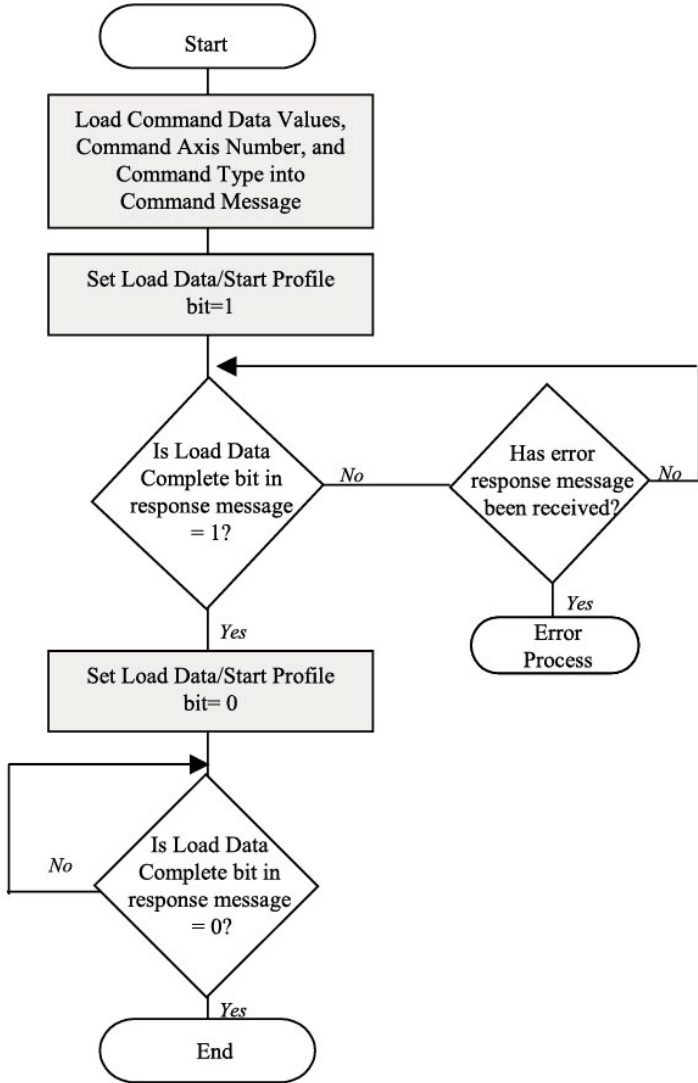 Start
Load Command Data Values,
Command Axis Number, and
Command Type into
Command Message
Set Load Data/Start Profile
bit=1
Is Load Data
Complete bit in
response message
= 1?
No
Has error
response message
been received?
No
Yes
Error
Process
Yes
Set Load Data/Start Profile
bit= 0
Is Load Data
Complete bit in
response message
= 0?
No
Yes
End